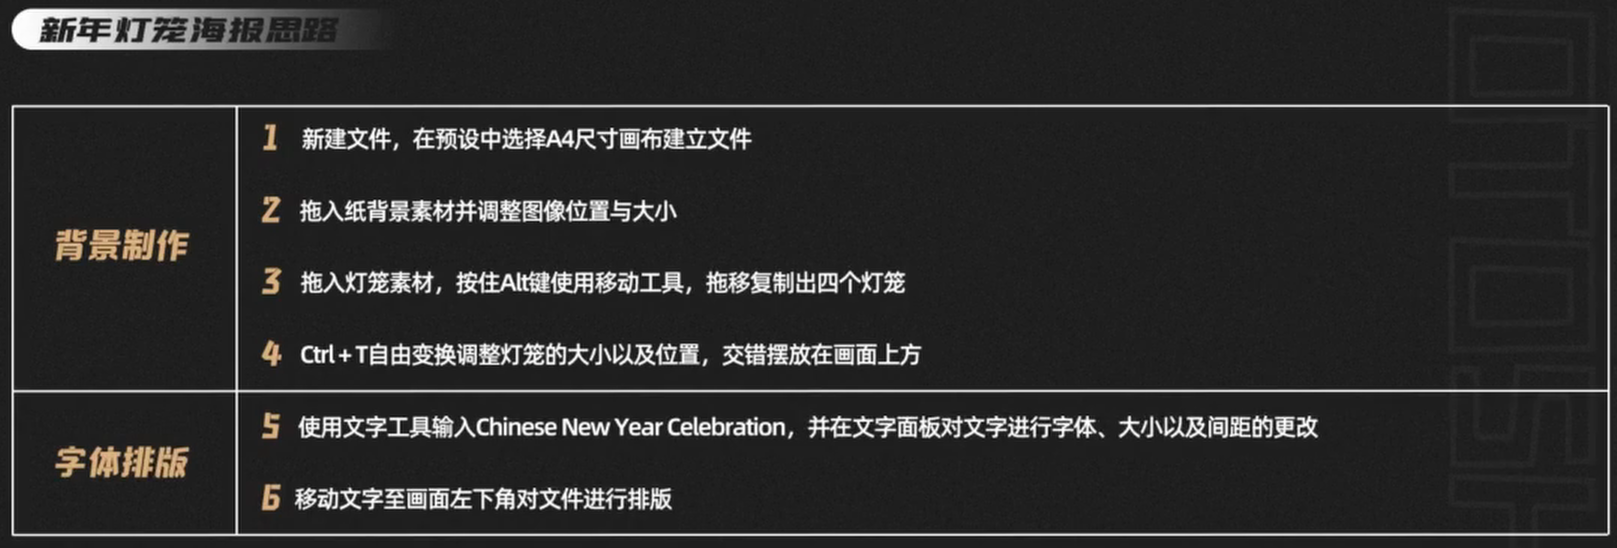 新年灯笼海报思路
背景制作
1 新建文件，在预设中选择A4尺寸画布建立文件
2 拖入纸背景素材并调整图像位置与大小
3 拖入灯笼素材，按住Alt键使用移动工具，拖移复制出四个灯笼
4 Ctrl + T自由变换调整灯笼的大小以及位置，交错摆放在画面上方
字体排版
5 使用文字工具输入Chinese New Year Celebration，并在文字面板对文字进行字体、大小以及间距的更改
6 移动文字至画面左下角对文件进行排版